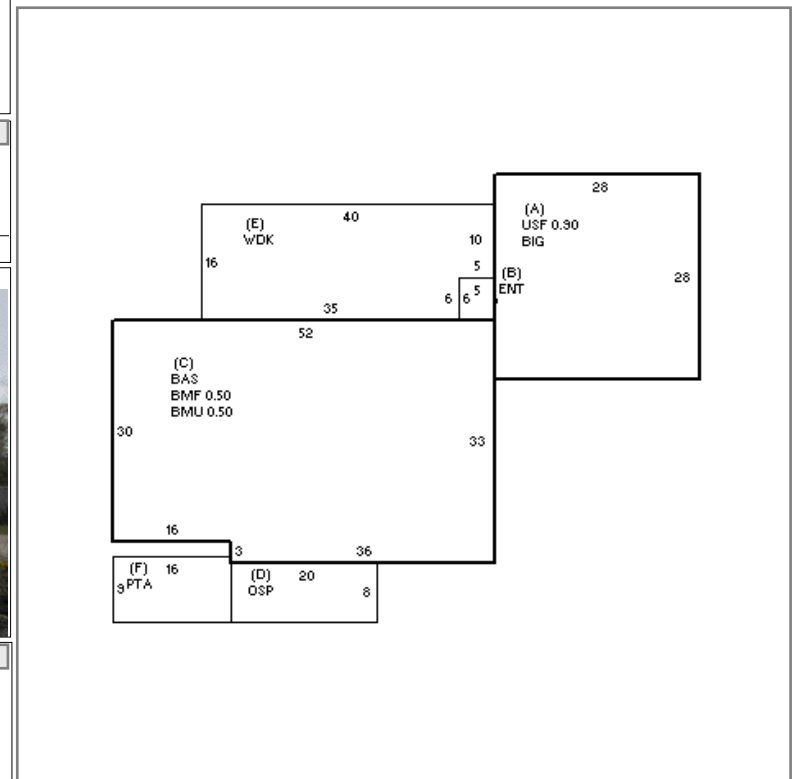 28
(A)
USF 0.90
BIG
28
40
(E)
WDK
10
16
5
(B)
ENT
5
6
6
35
52
(C)
BAS
BMF 0.50
BMU 0.50
30
33
16
3
36
(F)
16
9
PTA
(D)
20
OSP
8